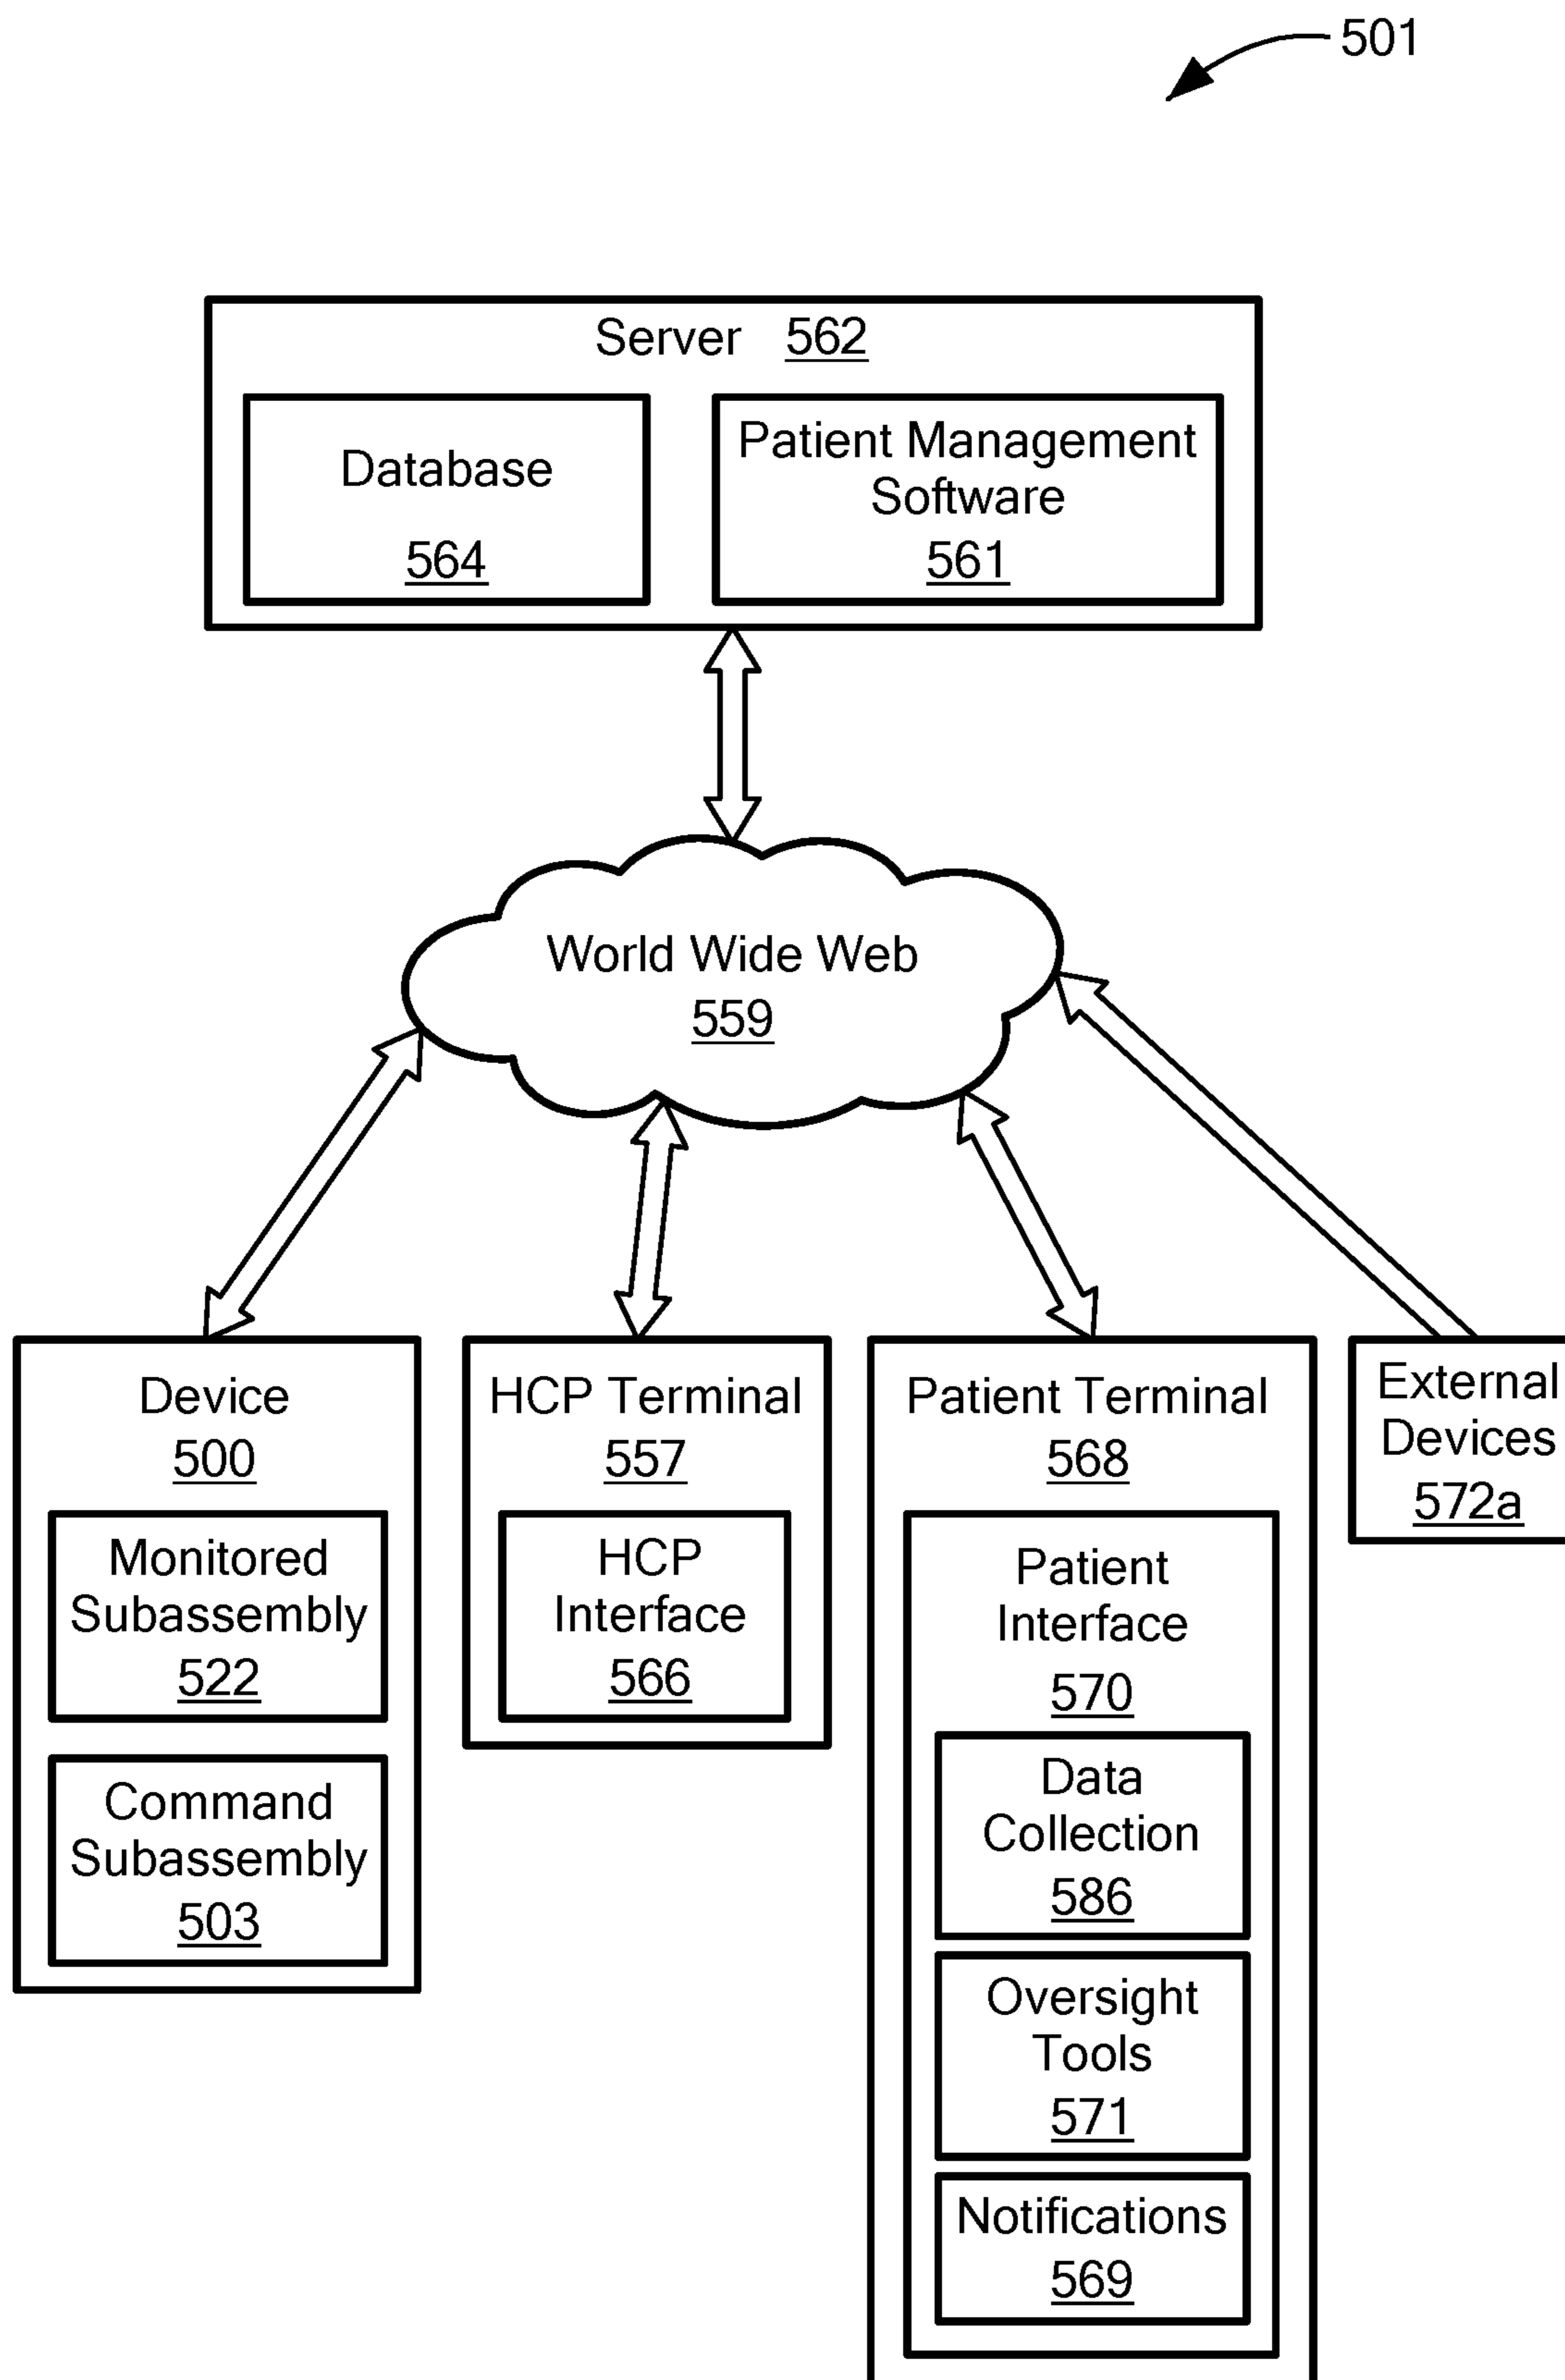 501
Server 562
Database
564
Patient Management
Software
561
World Wide Web
559
Device
500
Monitored
Subassembly
522
Command
Subassembly
503
HCP Terminal
557
HCP
Interface
566
Patient Terminal
568
Patient
Interface
570
Data
Collection
586
Oversight
Tools
571
Notifications
569
External
Devices
572a